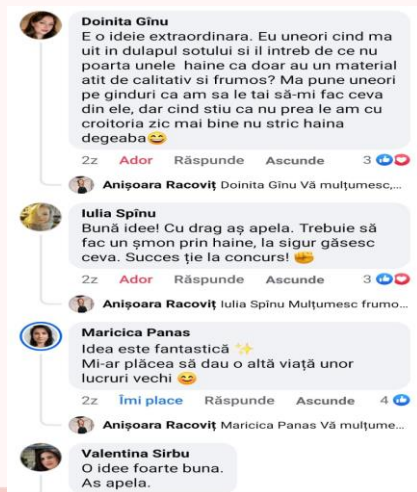 Doinita Gînu
E o ideie extraordinara. Eu uneori cind ma
uit in dulapul sotului si il intreb de ce nu
poarta unele haine ca doar au un material
atit de calitativ si frumos? Ma pune uneori
pe ginduri ca am sa le tai să-mi fac ceva
din ele, dar cind stiu ca nu prea le am cu
croitoria zic mai bine nu stric haina
degeaba😅
2z Ador Răspunde Ascunde 3
Anișoara Racoviț Doinita Gînu Vă mulțumesc,...
Iulia Spînu
Bună idee! Cu drag aș apela. Trebuie să
fac un șmon prin haine, la sigur găsesc
ceva. Succes ție la concurs! ✊
2z Ador Răspunde Ascunde 3
Anișoara Racoviț Iulia Spînu Mulțumesc frumo...
Maricica Panas
Idea este fantastică ✨
Mi-ar plăcea să dau o altă viață unor
lucruri vechi 😊
2z Îmi place Răspunde Ascunde 4
Anișoara Racoviț Maricica Panas Vă mulțume...
Valentina Sirbu
O idee foarte buna.
As apela.